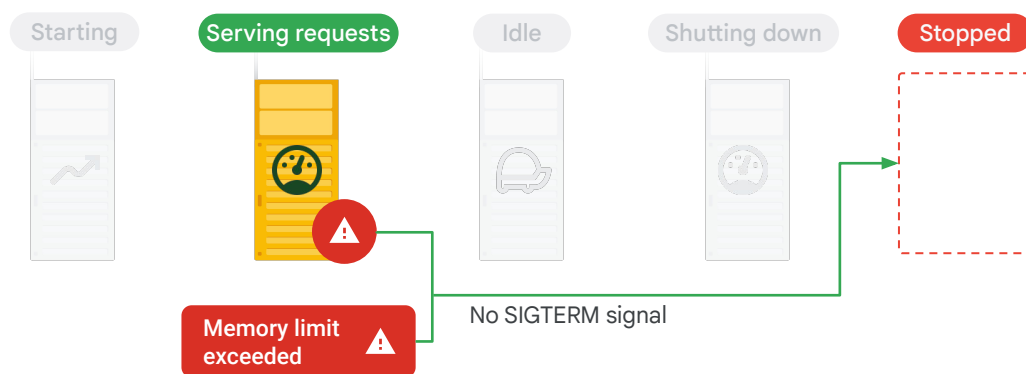 Starting
Serving requests
Idle
Shutting down
Stopped
No SIGTERM signal
Memory limit
exceeded